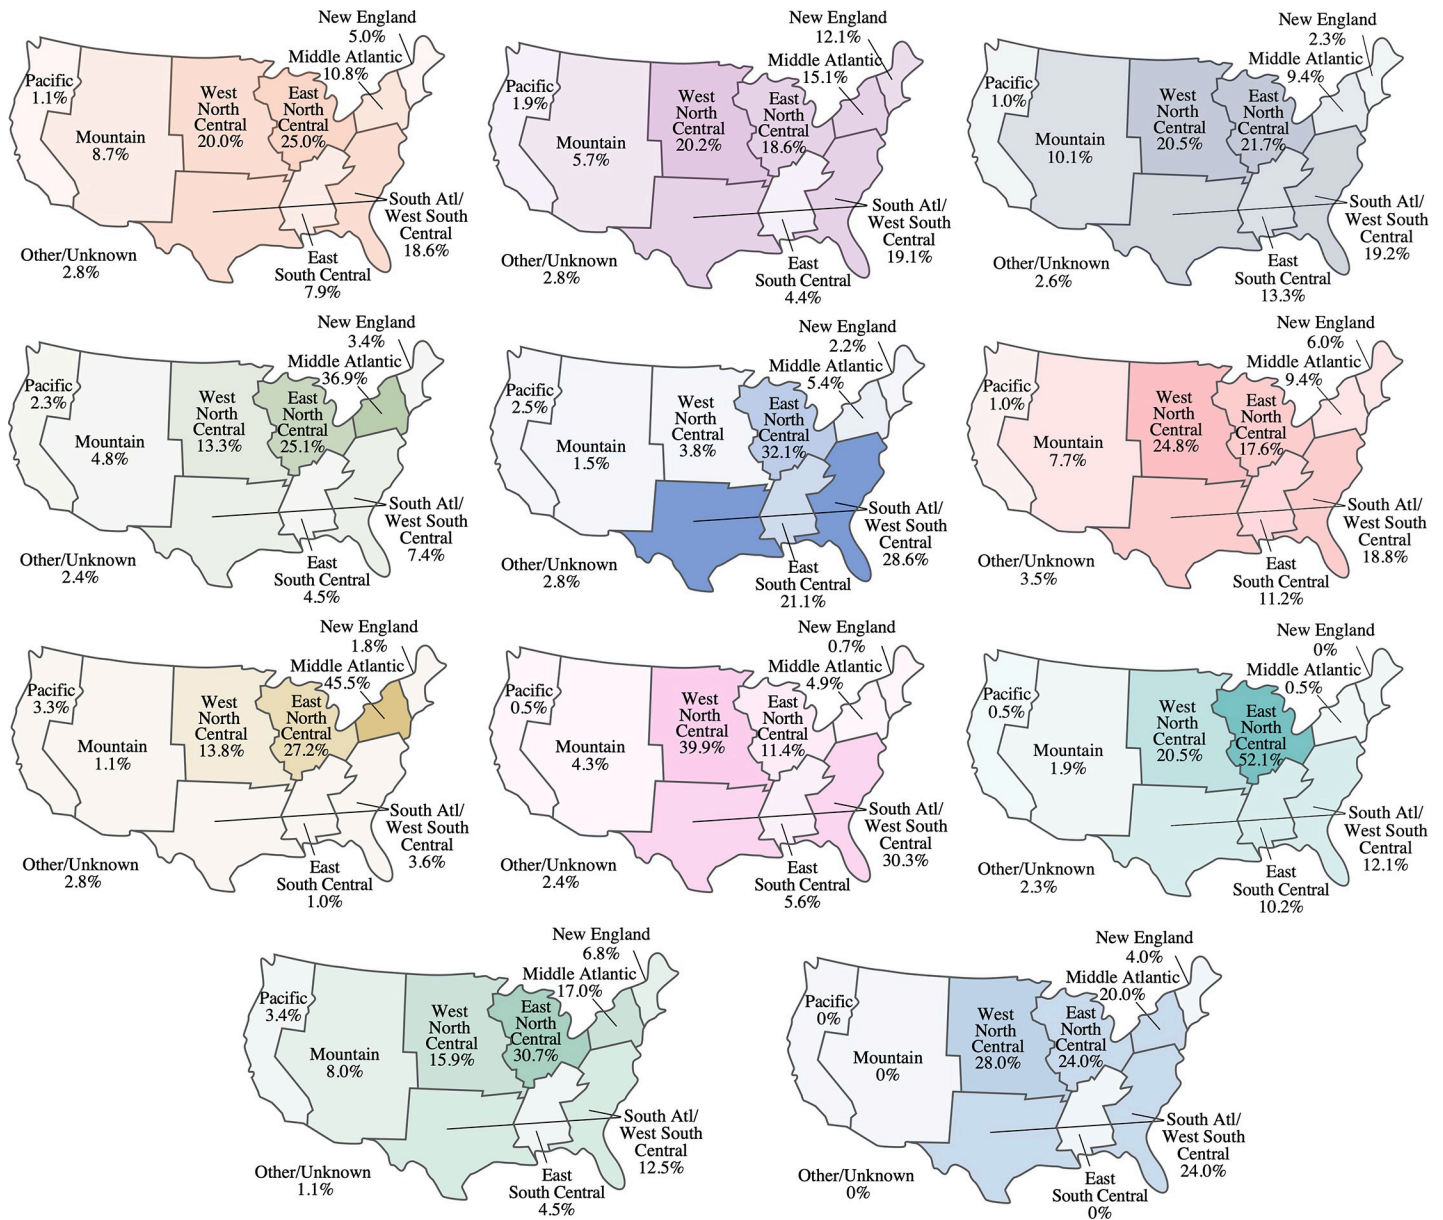 New England
5.0%
Middle Atlantic
10.8%
Pacific
1.1%
Mountain
8.7%
West
North
Central
20.0%
East
North
Central
25.0%
South Atl/
West South
Central
18.6%
Other/Unknown
2.8%
East
South Central
7.9%
New England
12.1%
Middle Atlantic
15.1%
Pacific
1.9%
Mountain
5.7%
West
North
Central
20.2%
East
North
Central
18.6%
South Atl/
West South
Central
19.1%
Other/Unknown
2.8%
East
South Central
4.4%
New England
2.3%
Middle Atlantic
9.4%
Pacific
1.0%
Mountain
10.1%
West
North
Central
20.5%
East
North
Central
21.7%
South Atl/
West South
Central
19.2%
Other/Unknown
2.6%
East
South Central
13.3%
New England
3.4%
Middle Atlantic
36.9%
Pacific
2.3%
Mountain
4.8%
West
North
Central
13.3%
East
North
Central
25.1%
South Atl/
West South
Central
7.4%
Other/Unknown
2.4%
East
South Central
4.5%
New England
2.2%
Middle Atlantic
5.4%
Pacific
2.5%
Mountain
1.5%
West
North
Central
3.8%
East
North
Central
32.1%
South Atl/
West South
Central
28.6%
Other/Unknown
2.8%
East
South Central
21.1%
New England
6.0%
Middle Atlantic
9.4%
Pacific
1.0%
Mountain
7.7%
West
North
Central
24.8%
East
North
Central
17.6%
South Atl/
West South
Central
18.8%
Other/Unknown
3.5%
East
South Central
11.2%
New England
1.8%
Middle Atlantic
45.5%
Pacific
3.3%
Mountain
1.1%
West
North
Central
13.8%
East
North
Central
27.2%
South Atl/
West South
Central
3.6%
Other/Unknown
2.8%
East
South Central
1.0%
New England
0.7%
Middle Atlantic
4.9%
Pacific
0.5%
Mountain
4.3%
West
North
Central
39.9%
East
North
Central
11.4%
South Atl/
West South
Central
30.3%
Other/Unknown
2.4%
East
South Central
5.6%
New England
0%
Middle Atlantic
0.5%
Pacific
0.5%
Mountain
1.9%
West
North
Central
20.5%
East
North
Central
52.1%
South Atl/
West South
Central
12.1%
Other/Unknown
2.3%
East
South Central
10.2%
New England
6.8%
Middle Atlantic
17.0%
Pacific
3.4%
Mountain
8.0%
West
North
Central
15.9%
East
North
Central
30.7%
South Atl/
West South
Central
12.5%
Other/Unknown
1.1%
East
South Central
4.5%
New England
4.0%
Middle Atlantic
20.0%
Pacific
0%
Mountain
0%
West
North
Central
28.0%
East
North
Central
24.0%
South Atl/
West South
Central
24.0%
Other/Unknown
0%
East
South Central
0%